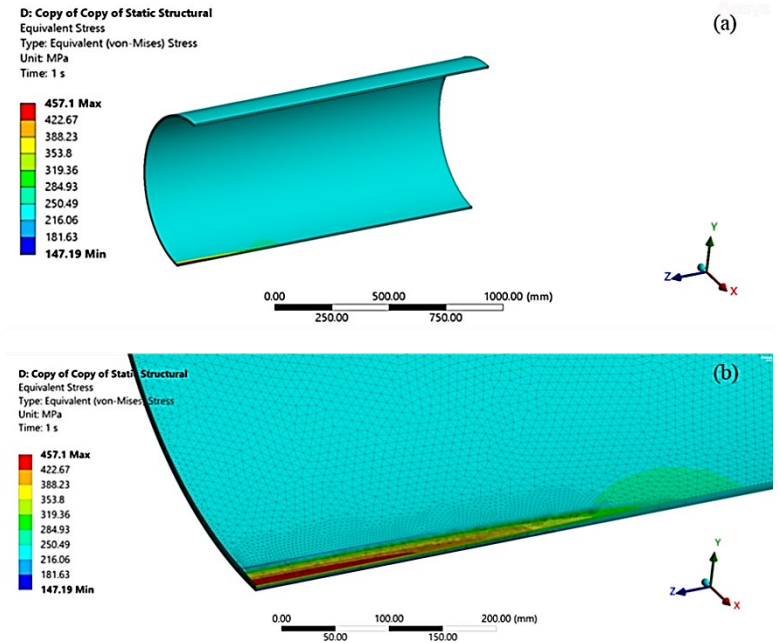 D: Copy of Copy of Static Structural
Equivalent Stress
Type: Equivalent (von-Mises) Stress
Unit: MPa
Time: 1 s
(a)
457.1 Max
422.67
388.23
353.8
319.36
284.93
250.49
216.06
181.63
147.19 Min
Y
Z
X
0.00 500.00 1000.00 (mm)
250.00 750.00
D: Copy of Copy of Static Structural
Equivalent Stress
Type: Equivalent (von-Mises) Stress
Unit: MPa
Time: 1 s
(b)
457.1 Max
422.67
388.23
353.8
319.36
284.93
250.49
216.06
181.63
147.19 Min
Y
Z
X
0.00 100.00 200.00 (mm)
50.00 150.00